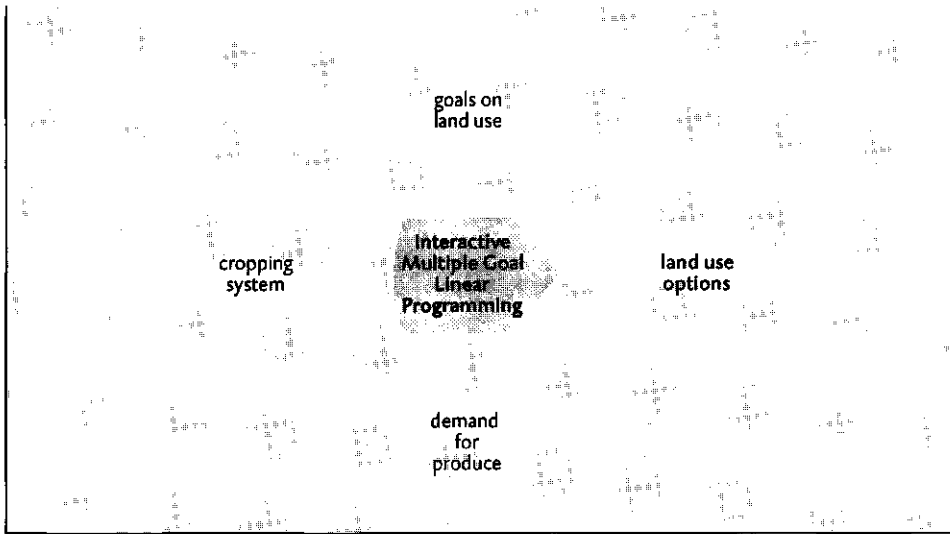 goals on
land use
cropping
system
Interactive
Multiple Goal
Linear
Programming
land use
options
demand
for
produce